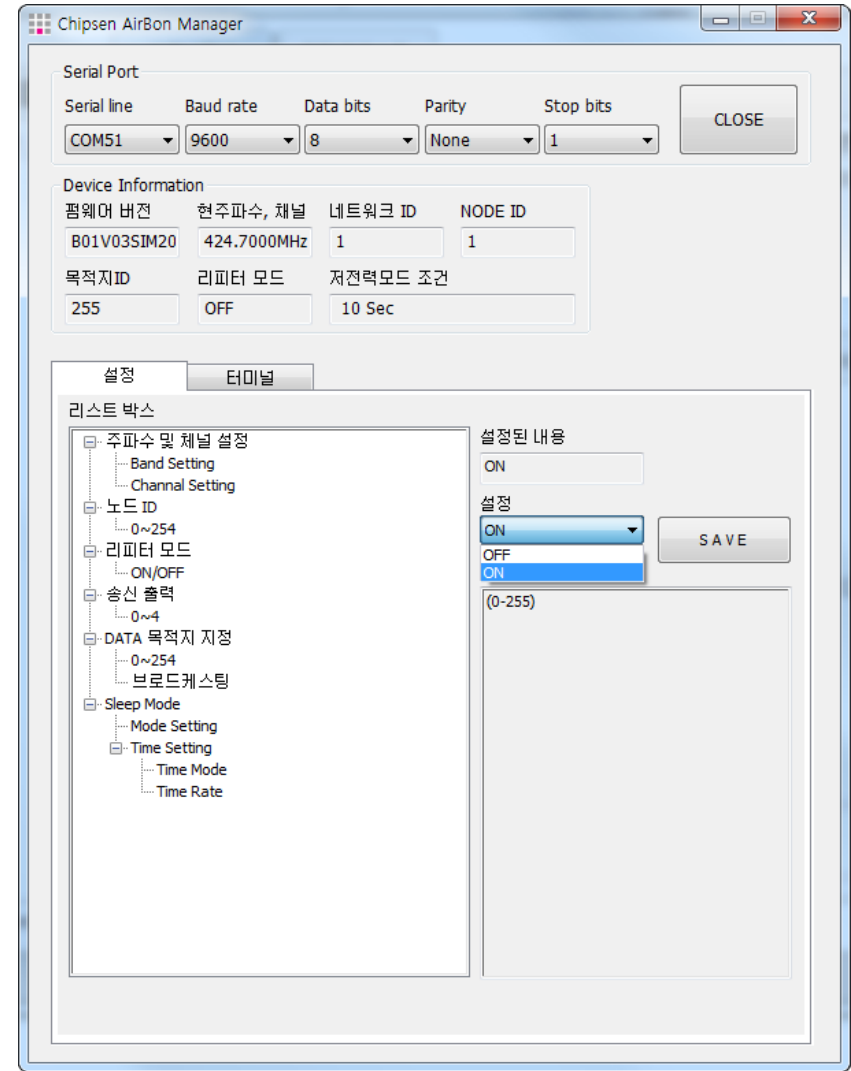 Chipsen AirBon Manager
Serial Port
Serial line Baud rate Data bits Parity Stop bits
COM51 9600 8 None 1 CLOSE
Device Information
펌웨어 버전 현주파수, 채널 네트워크 ID NODE ID
B01V03SIM20 424.7000MHz 1 1
목적지ID 리피터 모드 저전력모드 조건
255 OFF 10 Sec
설정 터미널
리스트 박스
주파수 및 체널 설정
Band Setting
Channal Setting
노드 ID
0~254
리피터 모드
ON/OFF
송신 출력
0~4
DATA 목적지 지정
0~254
브로드케스팅
Sleep Mode
Mode Setting
Time Setting
Time Mode
Time Rate
설정된 내용
ON
설정
ON SAVE
OFF
ON
(0-255)